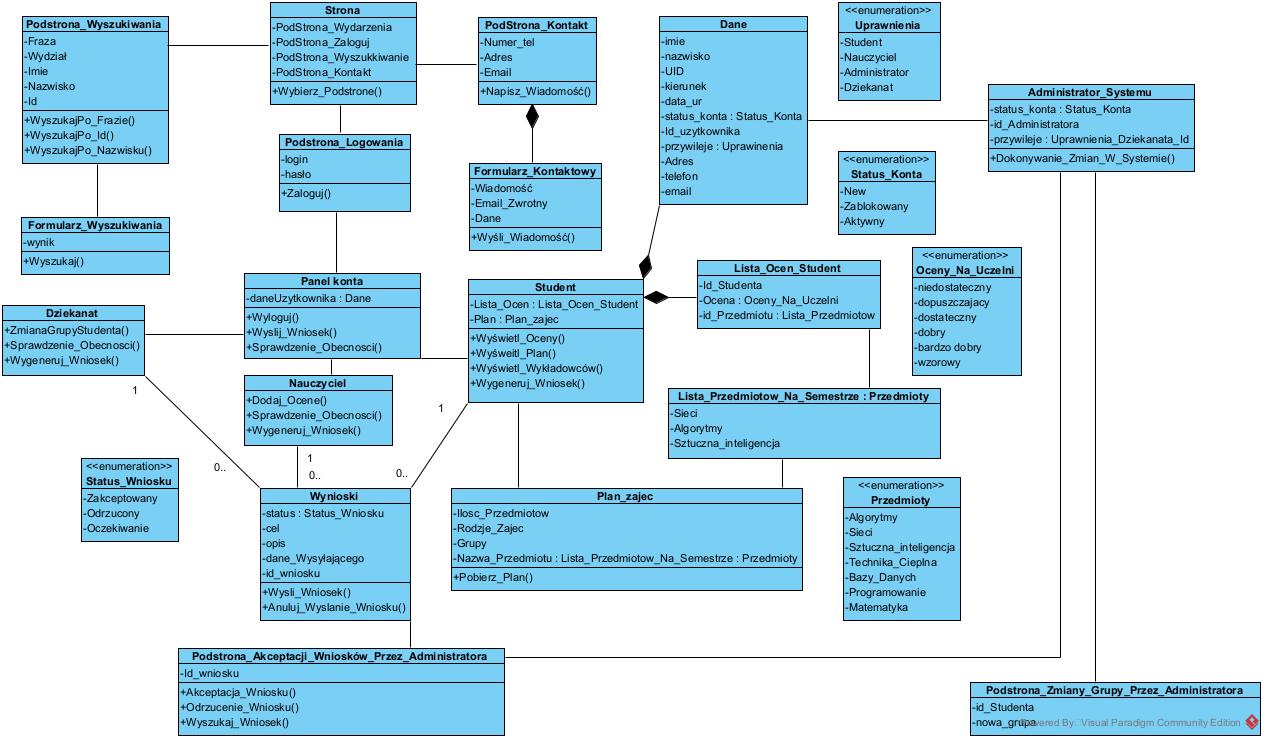 Podstrona_Wyszukiwania
-Fraza
-Wydział
-Imie
-Nazwisko
-Id
+WyszukajPo_Frazie()
+WyszukajPo_Id()
+WyszukajPo_Nazwisku()
Strona
-PodStrona_Wydarzenia
-PodStrona_Zaloguj
-PodStrona_Wyszukkiwanie
-PodStrona_Kontakt
+Wybierz_Podstrone()
PodStrona_Kontakt
-Numer_tel
-Adres
-Email
+Napisz_Wiadomość()
Dane
-imie
-nazwisko
-UID
-kierunek
-data_ur
-status_konta : Status_Konta
-Id_uzytkownika
-przywileje : Uprawinenia
-Adres
-telefon
-email
<<enumeration>>
Uprawnienia
-Student
-Nauczyciel
-Administrator
-Dziekanat
Administrator_Systemu
-status_konta : Status_Konta
-id_Administratora
-przywileje : Uprawnienia_Dziekanata_Id
+Dokonywanie_Zmian_W_Systemie()
Podstrona_Logowania
-login
-hasło
+Zaloguj()
Formularz_Kontaktowy
-Wiadomość
-Email_Zwrotny
-Dane
+Wyśli_Wiadomość()
<<enumeration>>
Status_Konta
-New
-Zablokowany
-Aktywny
Formularz_Wyszukiwania
-wynik
+Wyszukaj()
Panel konta
-daneUzytkownika : Dane
+Wyloguj()
+Wyslij_Wniosek()
+Sprawdzenie_Obecnosci()
Student
-Lista_Ocen : Lista_Ocen_Student
-Plan : Plan_zajec
+Wyświetl_Oceny()
+Wyśweitl_Plan()
+Wyświetl_Wykładowców()
+Wygeneruj_Wniosek()
Lista_Ocen_Student
-Id_Studenta
-Ocena : Oceny_Na_Uczelni
-id_Przedmiotu : Lista_Przedmiotow
<<enumeration>>
Oceny_Na_Uczelni
-niedostateczny
-dopuszczajacy
-dostateczny
-dobry
-bardzo dobry
-wzorowy
Dziekanat
+ZmianaGrupyStudenta()
+Sprawdzenie_Obecnosci()
+Wygeneruj_Wniosek()
Nauczyciel
+Dodaj_Ocene()
+Sprawdzenie_Obecnosci()
+Wygeneruj_Wniosek()
Lista_Przedmiotow_Na_Semestrze : Przedmioty
-Sieci
-Algorytmy
-Sztuczna_inteligencja
1
0..
1
0..
1
0..
<<enumeration>>
Status_Wniosku
-Zakceptowany
-Odrzucony
-Oczekiwanie
Wynioski
-status : Status_Wniosku
-cel
-opis
-dane_Wysyłającego
-id_wniosku
+Wysli_Wniosek()
+Anuluj_Wyslanie_Wniosku()
Plan_zajec
-Ilosc_Przedmiotow
-Rodzje_Zajec
-Grupy
-Nazwa_Przedmiotu : Lista_Przedmiotow_Na_Semestrze : Przedmioty
+Pobierz_Plan()
<<enumeration>>
Przedmioty
-Algorytmy
-Sieci
-Sztuczna_inteligencja
-Technika_Cieplna
-Bazy_Danych
-Programowanie
-Matematyka
Podstrona_Akceptacji_Wniosków_Przez_Administratora
-Id_wniosku
+Akceptacja_Wniosku()
+Odrzucenie_Wniosku()
+Wyszukaj_Wniosek()
Podstrona_Zmiany_Grupy_Przez_Administratora
-id_Studenta
-nowa_grupa
Powered By Visual Paradigm Community Edition